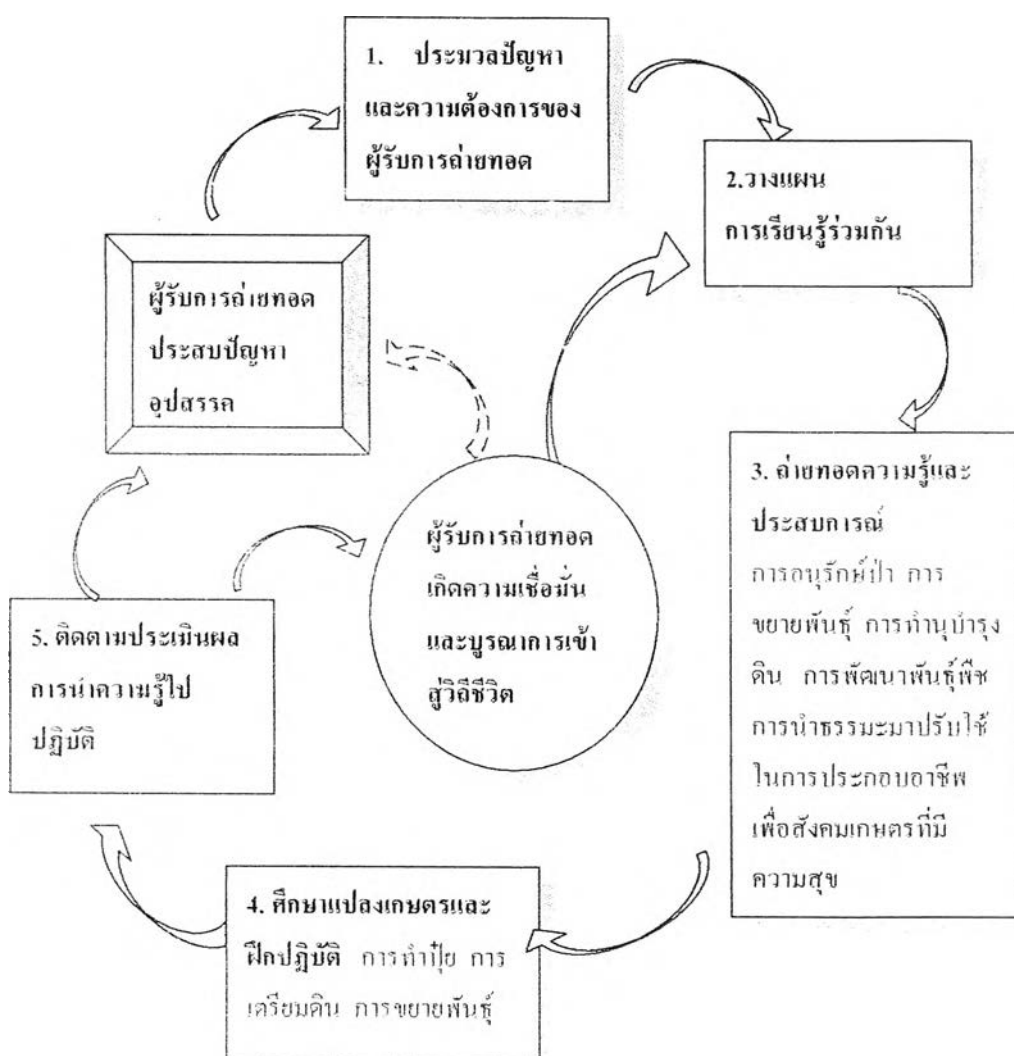 1. ประมวลปัญหา
และความต้องการของ
ผู้รับการถ่ายทอด
2.วางแผน
การเรียนรู้ร่วมกัน
3. ถ่ายทอดความรู้และ
ประสบการณ์
การอนุรักษ์ป่า การ
ขยายพันธุ์ การทำนุบำรุง
ดิน การพัฒนาพันธุ์พืช
การนำธรรมะมาปรับใช้
ในการประกอบอาชีพ
เพื่อสังคมเกษตรที่มี
ความสุข
4. ศึกษาแปลงเกษตรและ
ฝึกปฏิบัติ การทำปุ๋ย การ
เตรียมดิน การขยายพันธุ์
5. ติดตามประเมินผล
การนำความรู้ไป
ปฏิบัติ
ผู้รับการถ่ายทอด
ประสบปัญหา
อุปสรรค
ผู้รับการถ่ายทอด
เกิดความเชื่อมั่น
และบูรณาการเข้า
สู่วิถีชีวิต